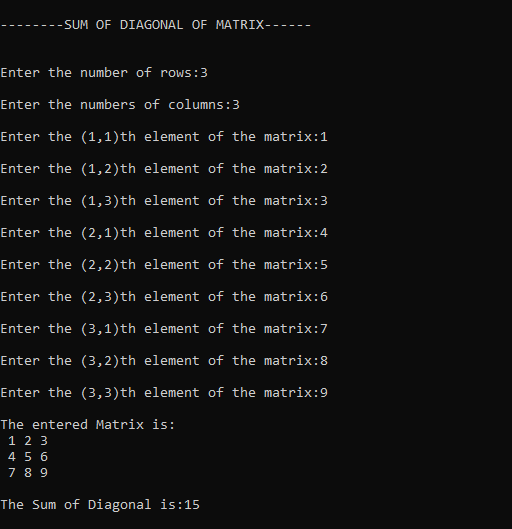 --------SUM OF DIAGONAL OF MATRIX------
Enter the number of rows:3
Enter the numbers of columns:3
Enter the (1,1)th element of the matrix:1
Enter the (1,2)th element of the matrix:2
Enter the (1,3)th element of the matrix:3
Enter the (2,1)th element of the matrix:4
Enter the (2,2)th element of the matrix:5
Enter the (2,3)th element of the matrix:6
Enter the (3,1)th element of the matrix:7
Enter the (3,2)th element of the matrix:8
Enter the (3,3)th element of the matrix:9
The entered Matrix is:
1 2 3
4 5 6
7 8 9
The Sum of Diagonal is:15